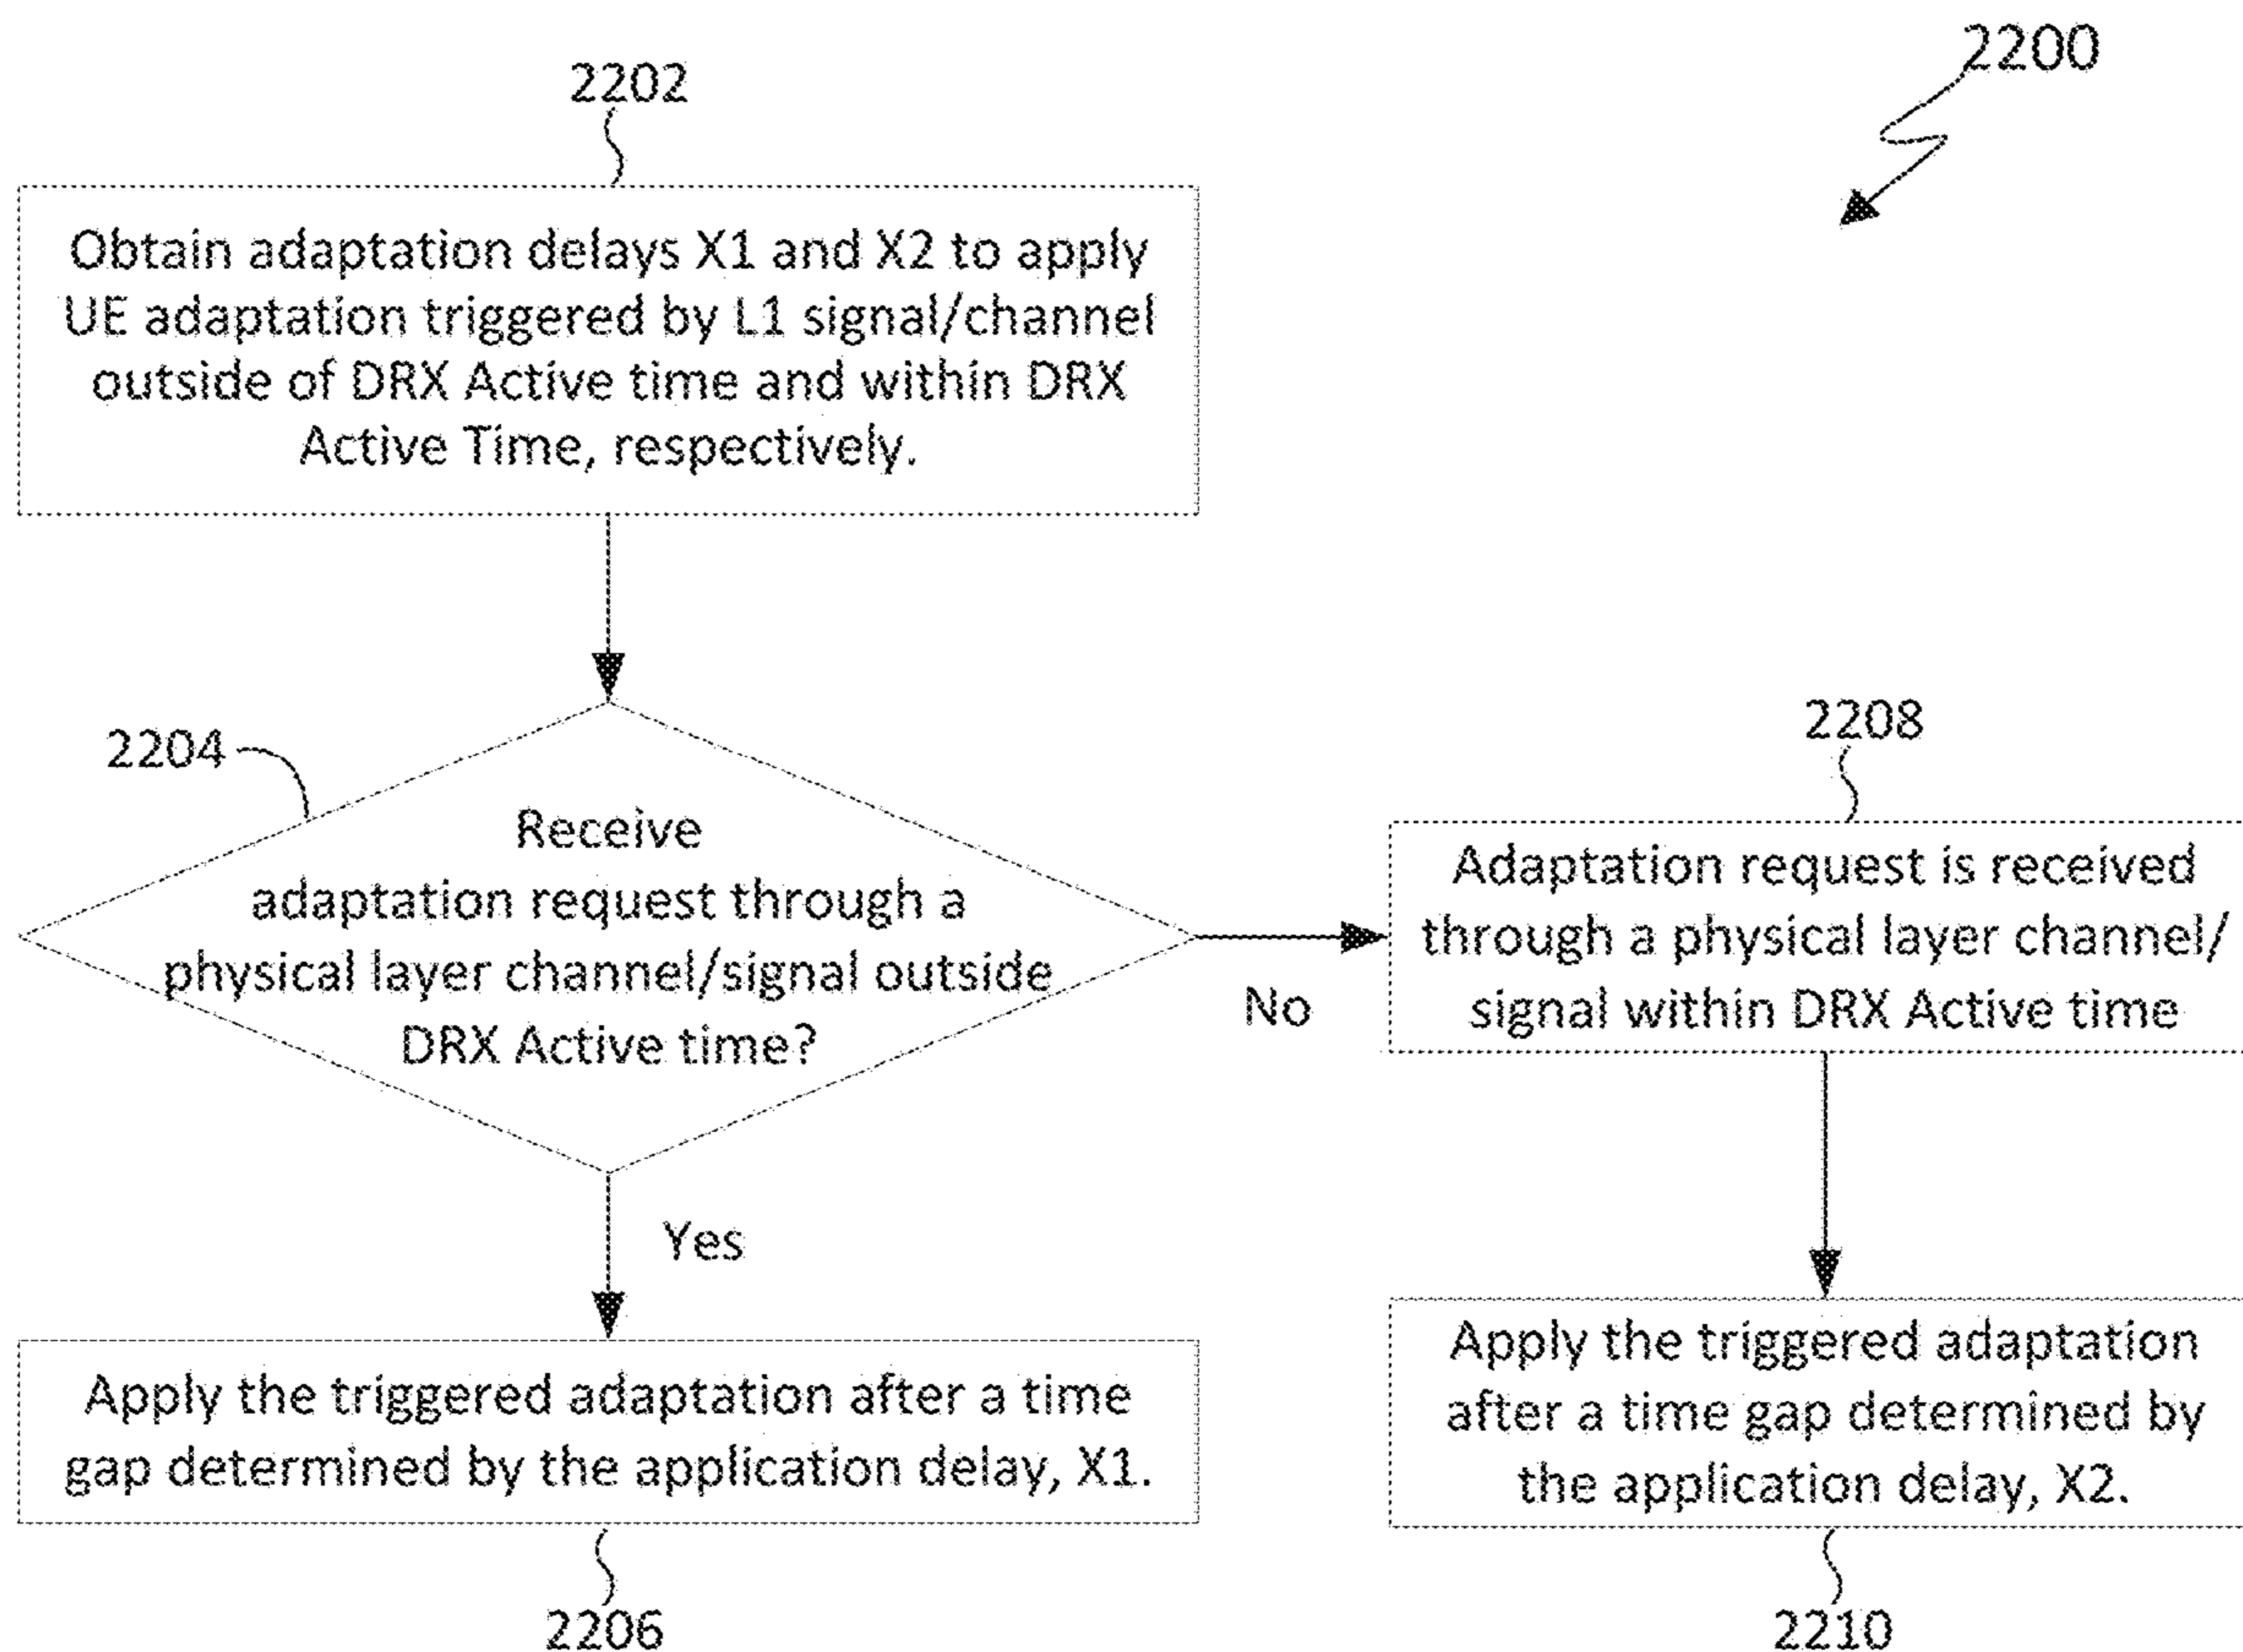 2200
2202
Obtain adaptation delays X1 and X2 to apply
UE adaptation triggered by L1 signal/channel
outside of DRX Active time and within DRX
Active Time, respectively.
2204
Receive
adaptation request through a
physical layer channel/signal outside
DRX Active time?
No
2208
Adaptation request is received
through a physical layer channel/
signal within DRX Active time
Yes
Apply the triggered adaptation after a time
gap determined by the application delay, X1.
2206
Apply the triggered adaptation
after a time gap determined by
the application delay, X2.
2210